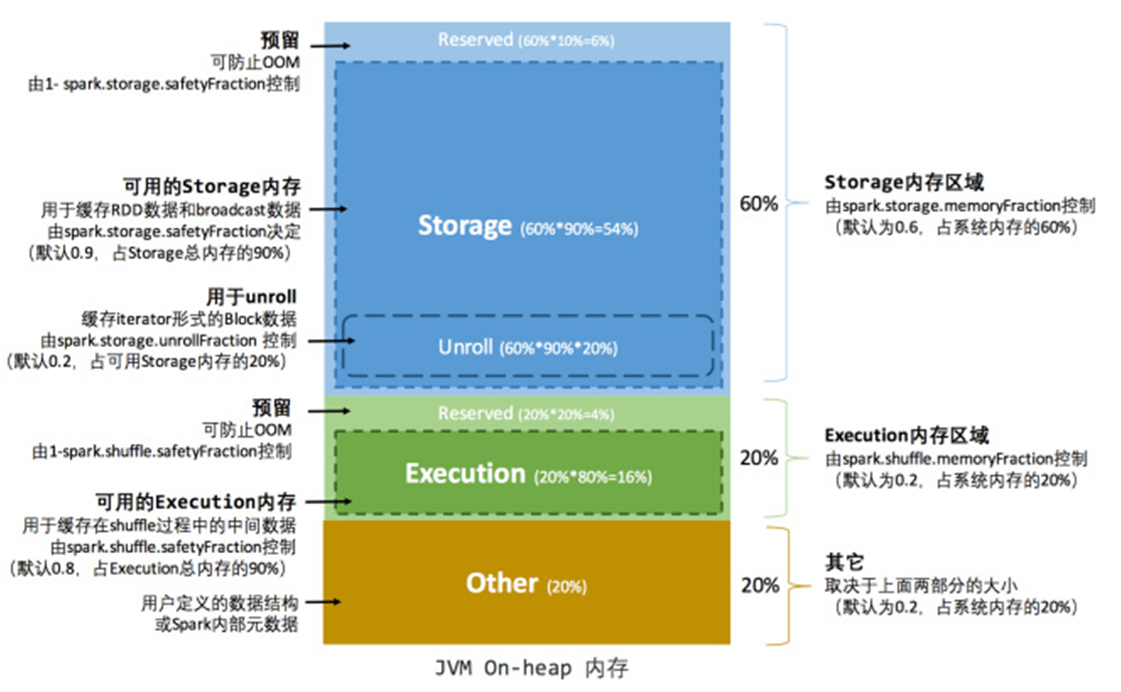 预留
可防止OOM
由1- spark.storage.safetyFraction控制
可用的Storage内存
用于缓存RDD数据和broadcast数据
由spark.storage.safetyFraction决定
（默认0.9，占Storage总内存的90%）
用于unroll
缓存iterator形式的Block数据
由spark.storage.unrollFraction 控制
（默认0.2，占可用Storage内存的20%）
预留
可防止OOM
由1-spark.shuffle.safetyFraction控制
可用的Execution内存
用于缓存在shuffle过程中的中间数据
由spark.shuffle.safetyFraction控制
（默认0.8，占Execution总内存的90%）
用户定义的数据结构
或Spark内部元数据
Reserved (60%*10%=6%)
Storage (60%*90%=54%)
Unroll (60%*90%*20%)
Reserved (20%*20%=4%)
Execution (20%*80%=16%)
Other (20%)
JVM On-heap 内存
60%
Storage内存区域
由spark.storage.memoryFraction控制
（默认为0.6，占系统内存的60%）
20%
Execution内存区域
由spark.shuffle.memoryFraction控制
（默认为0.2，占系统内存的20%）
20%
其它
取决于上面两部分的大小
（默认为0.2，占系统内存的20%）